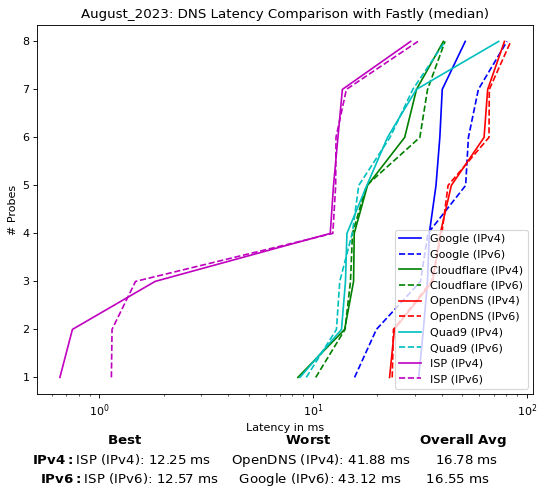 August_2023: DNS Latency Comparison with Fastly (median)
8
7
6
5
4
3
2
1
# Probes
Google (IPv4)
Google (IPv6)
Cloudflare (IPv4)
Cloudflare (IPv6)
OpenDNS (IPv4)
OpenDNS (IPv6)
Quad9 (IPv4)
Quad9 (IPv6)
ISP (IPv4)
ISP (IPv6)
10⁰ 10¹ 10²
Latency in ms
Best Worst Overall Avg
IPv4: ISP (IPv4): 12.25 ms OpenDNS (IPv4): 41.88 ms 16.78 ms
IPv6: ISP (IPv6): 12.57 ms Google (IPv6): 43.12 ms 16.55 ms